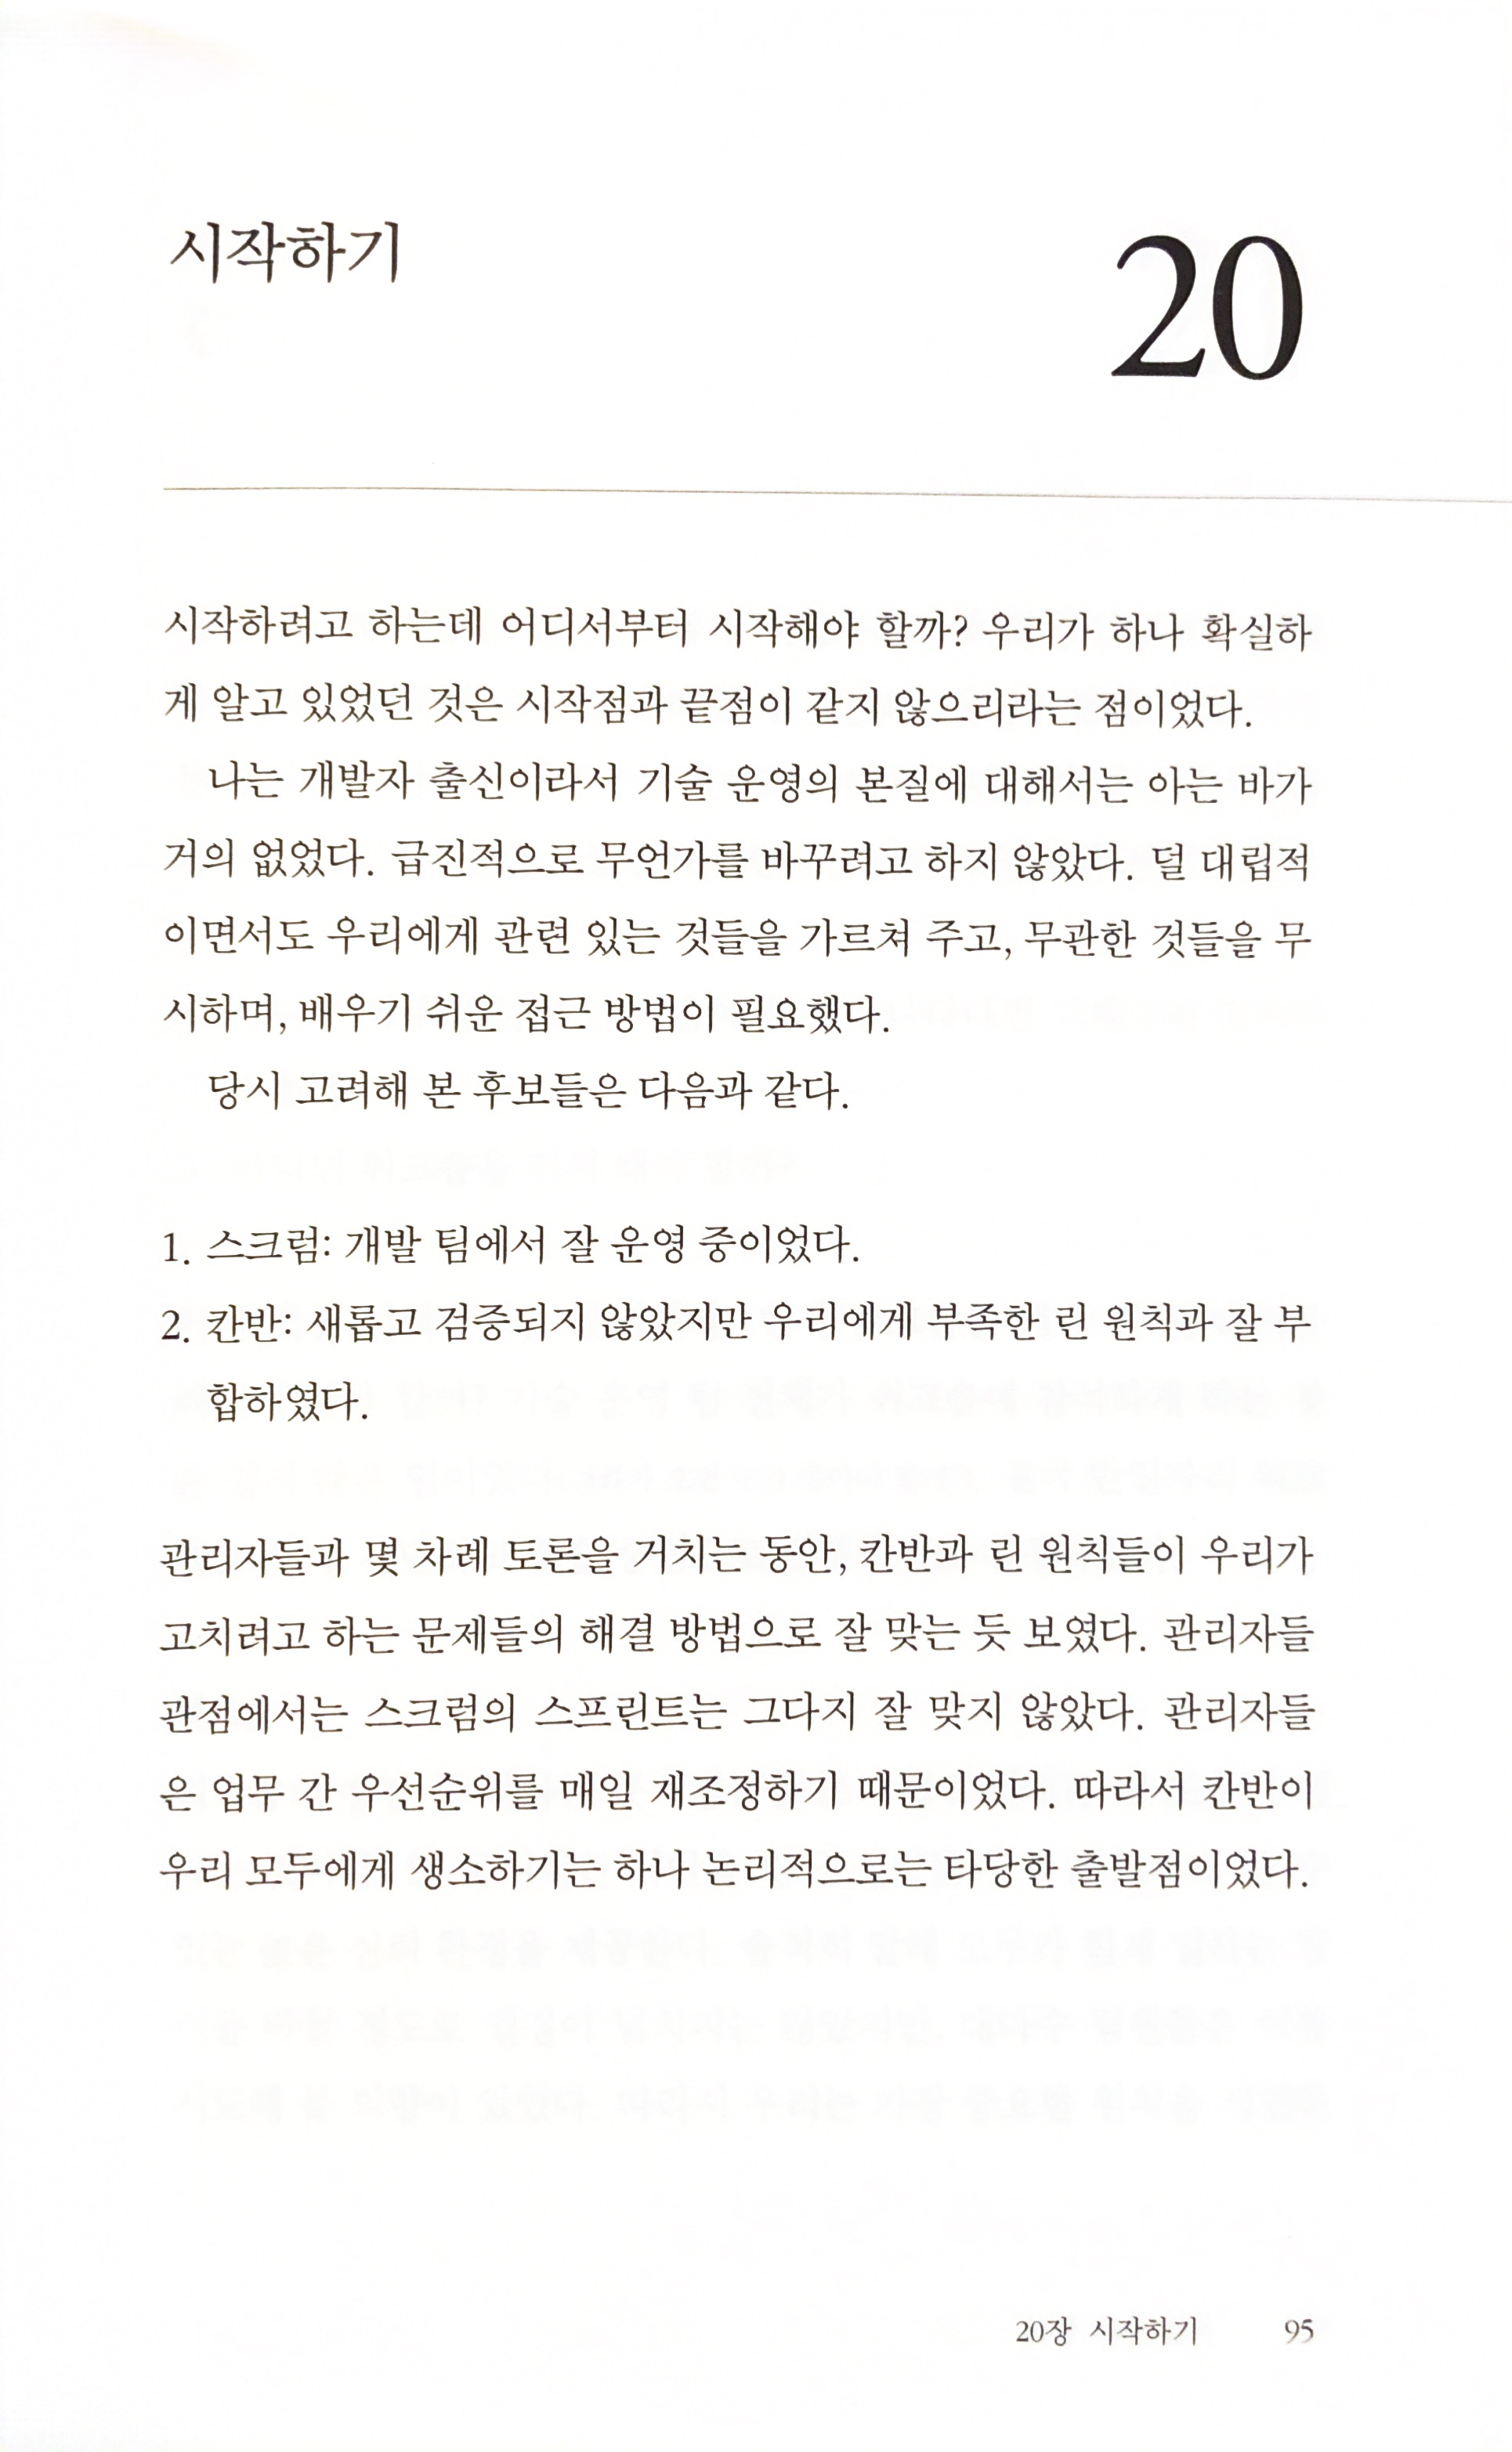 시작하기
20
시작하려고 하는데 어디서부터 시작해야 할까? 우리가 하나 확실하
게 알고 있었던 것은 시작점과 끝점이 같지 않으리라는 점이었다.
나는 개발자 출신이라서 기술 운영의 본질에 대해서는 아는 바가
거의 없었다. 급진적으로 무언가를 바꾸려고 하지 않았다. 덜 대립적
이면서도 우리에게 관련 있는 것들을 가르쳐 주고, 무관한 것들을 무
시하며, 배우기 쉬운 접근 방법이 필요했다.
당시 고려해 본 후보들은 다음과 같다.
1. 스크럼: 개발 팀에서 잘 운영 중이었다.
2. 칸반: 새롭고 검증되지 않았지만 우리에게 부족한 린 원칙과 잘 부
합하였다.
관리자들과 몇 차례 토론을 거치는 동안, 칸반과 린 원칙들이 우리가
고치려고 하는 문제들의 해결 방법으로 잘 맞는 듯 보였다. 관리자들
관점에서는 스크럼의 스프린트는 그다지 잘 맞지 않았다. 관리자들
은 업무 간 우선순위를 매일 재조정하기 때문이었다. 따라서 칸반이
우리 모두에게 생소하기는 하나 논리적으로는 타당한 출발점이었다.
20장 시작하기 95